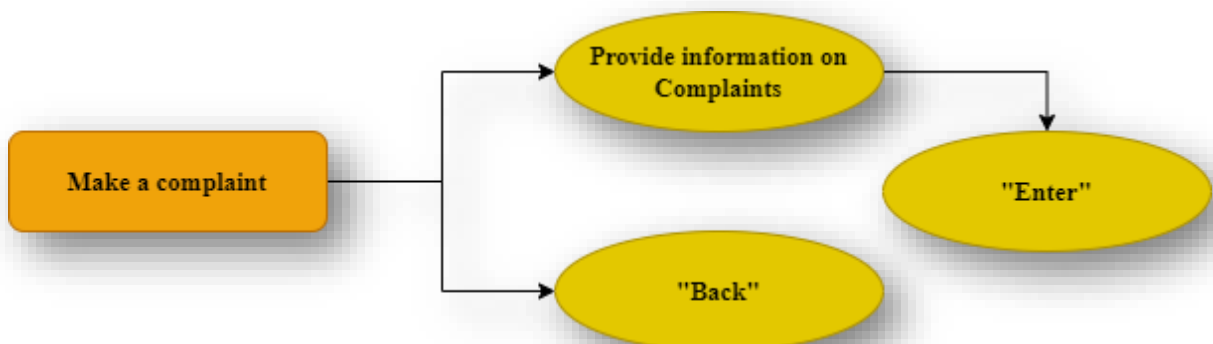 Provide information on
Complaints
Make a complaint
"Enter"
"Back"